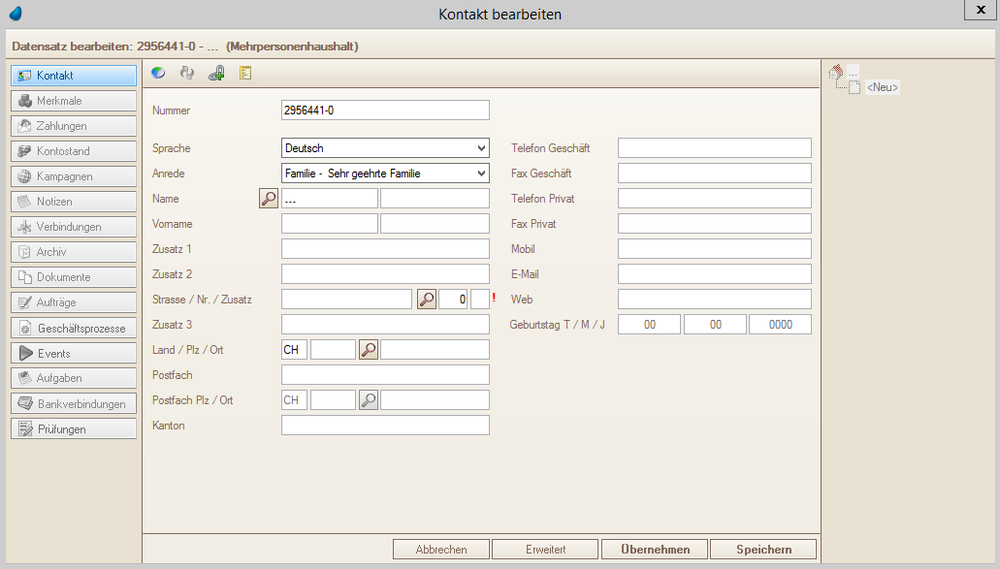 Kontakt bearbeiten
x
Datensatz bearbeiten: 2956441-0 - ... (Mehrpersonenhaushalt)
Kontakt
Merkmale
Zahlungen
Kontostand
Kampagnen
Notizen
Verbindungen
Archiv
Dokumente
Aufträge
Geschäftsprozesse
Events
Aufgaben
Bankverbindungen
Prüfungen
Nummer 2956441-0
Sprache Deutsch
Anrede Familie - Sehr geehrte Familie
Name ...
Vorname
Zusatz 1
Zusatz 2
Strasse / Nr. / Zusatz 0 !
Zusatz 3
Land / Plz / Ort CH
Postfach
Postfach Plz / Ort CH
Kanton
Telefon Geschäft
Fax Geschäft
Telefon Privat
Fax Privat
Mobil
E-Mail
Web
Geburtstag T / M / J 00 00 0000
...
<Neu>
Abbrechen
Erweitert
Übernehmen
Speichern